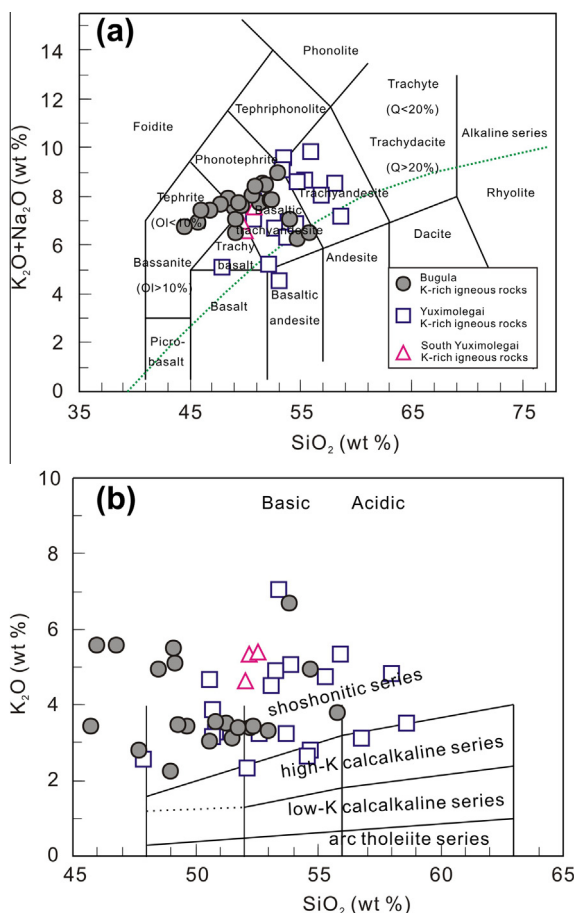 (a)
14
12
10
8
6
4
2
0
K2O+Na2O (wt %)
Phonolite
Trachyte
(Q<20%)
Tephriphonolite
Foidite
Trachydacite
Alkaline series
Phonotephrite
(Q>20%)
Tephrite
Trachyandesite
Rhyolite
(Ol<10%
Basaltic
trachyandesite
Dacite
Bassanite
Trachy
basalt
Andesite
(Ol>10%)
Basalt
Basaltic
andesite
Picro-
basalt
Bugula
K-rich igneous rocks
Yuximolegai
K-rich igneous rocks
South Yuximolegai
K-rich igneous rocks
35
45
55
65
75
SiO2 (wt %)
(b)
Basic
Acidic
10
8
6
4
2
0
K2O (wt %)
shoshonitic series
high-K calcalkaline series
low-K calcalkaline series
arc tholeiite series
45
50
55
60
65
SiO2 (wt %)